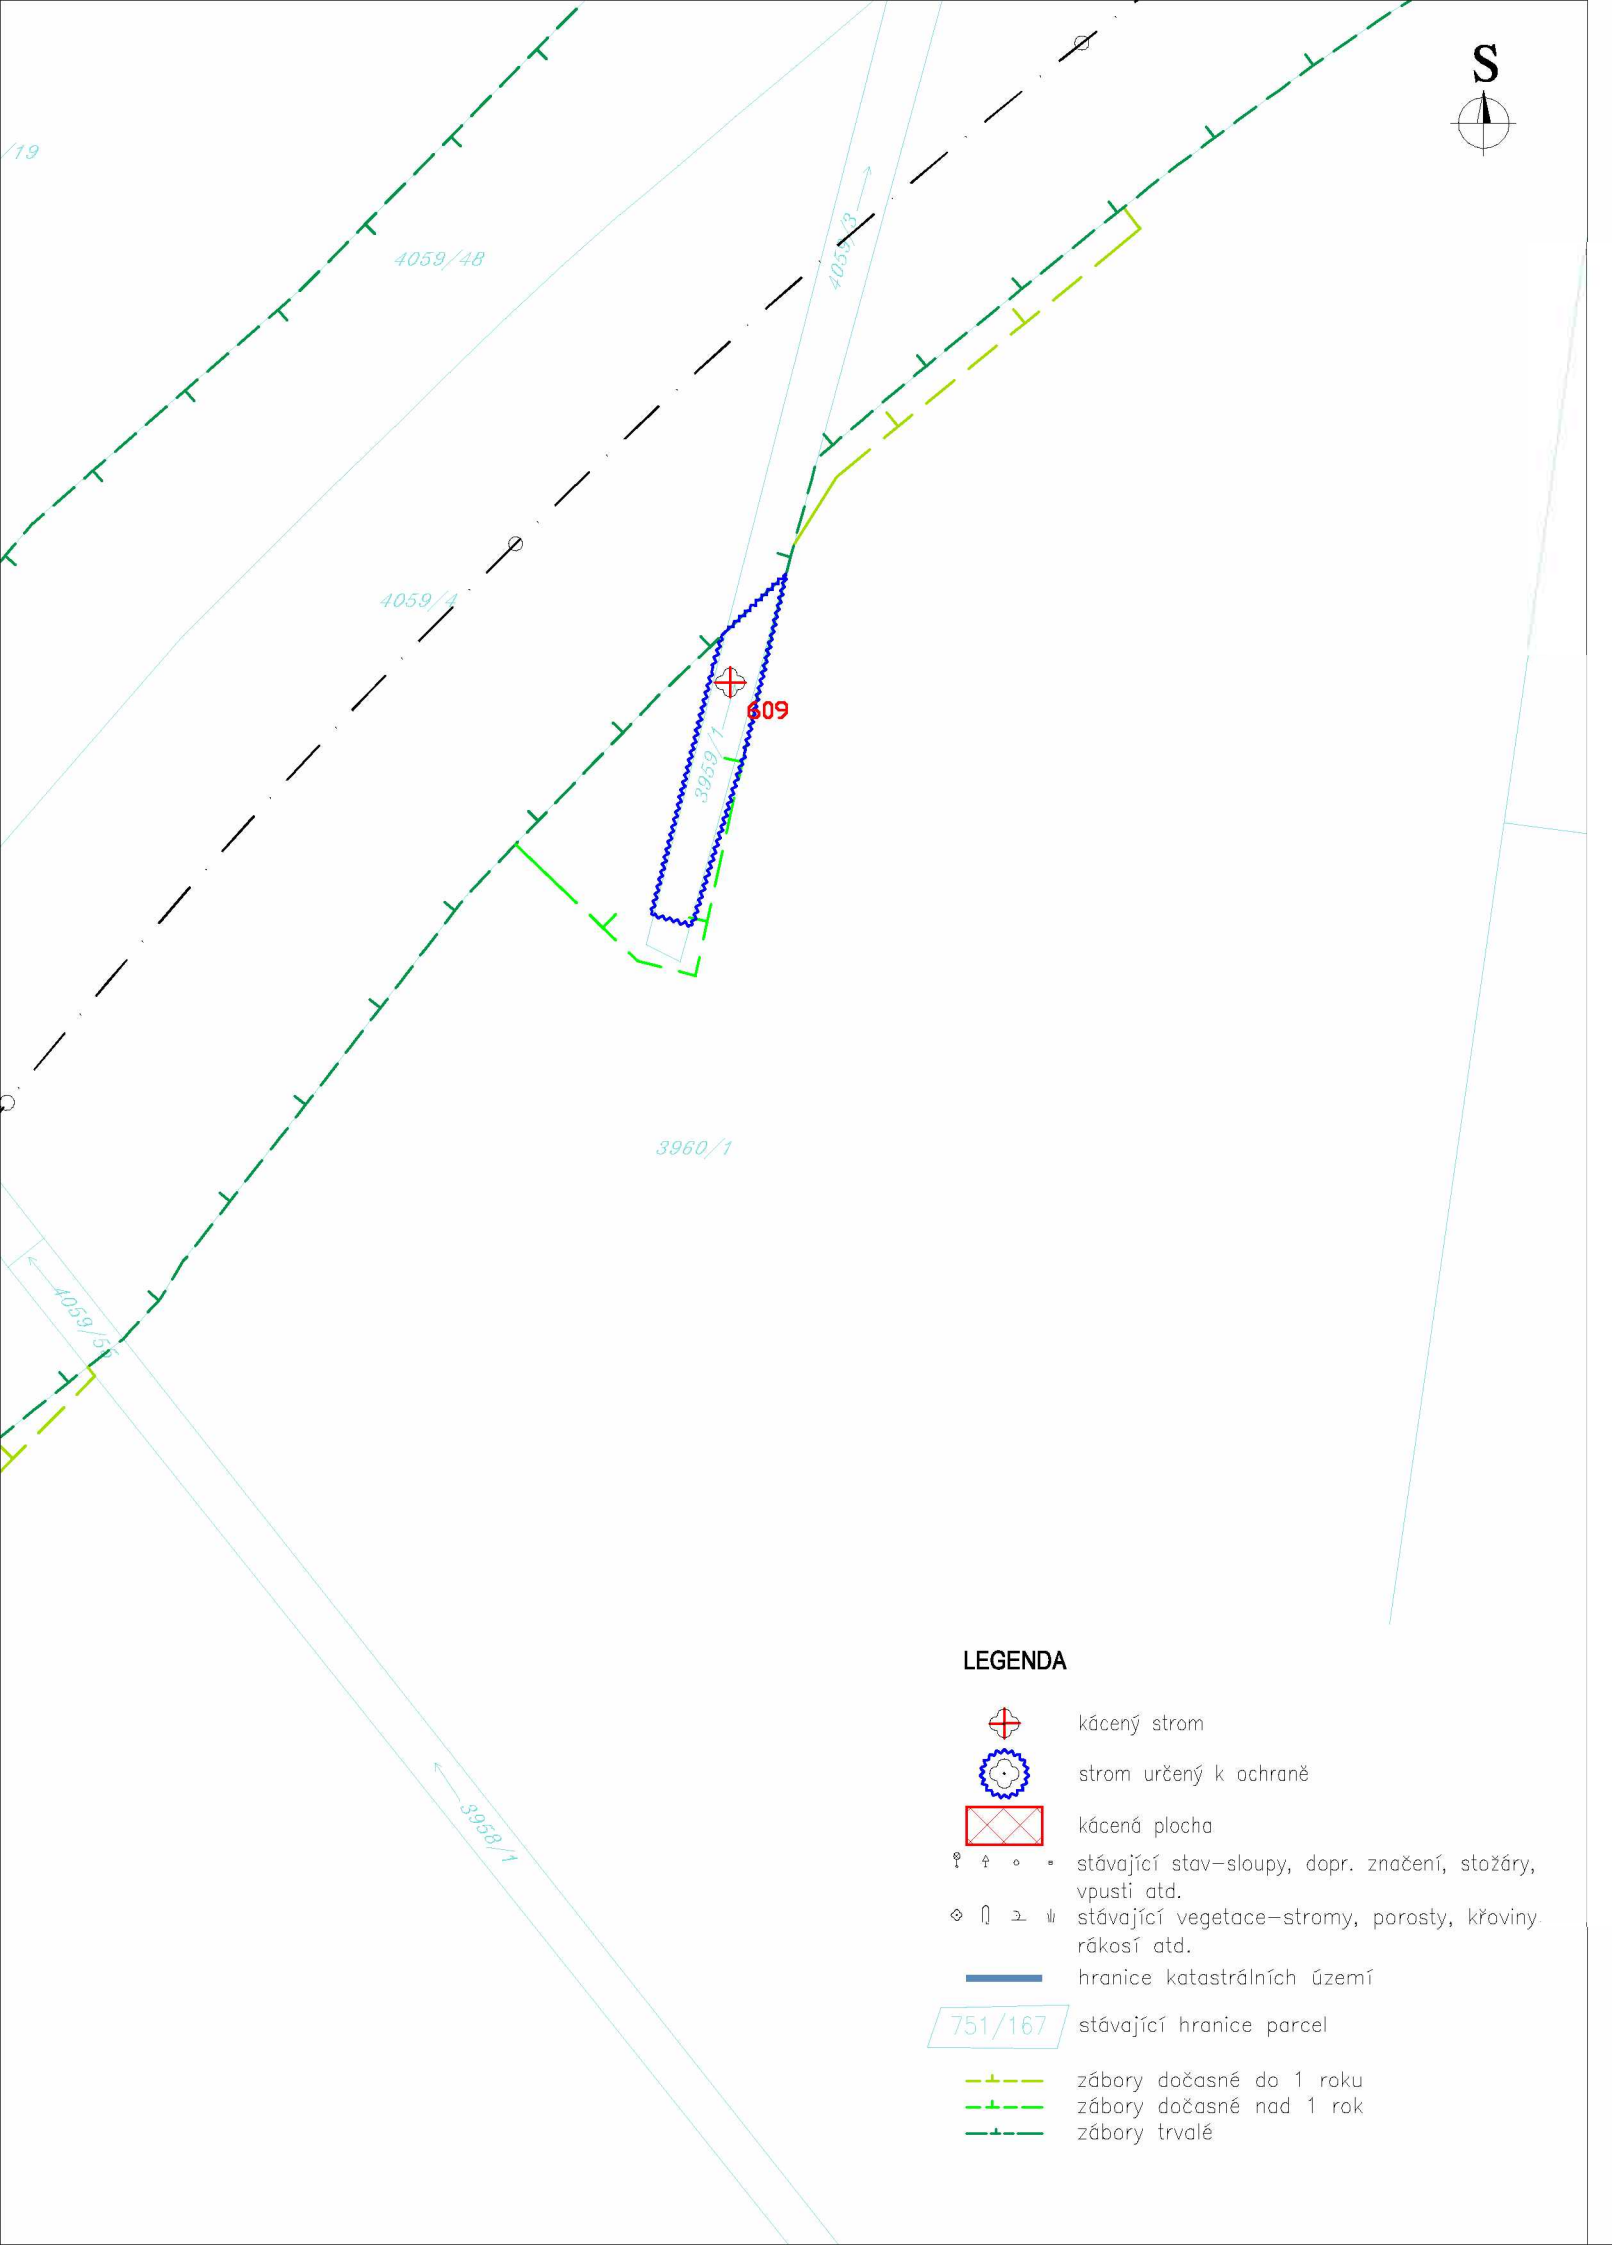 S
/19
4059/48
4059/3
4059/4
609
3959/1
3960/1
4059/56
3958/1
LEGENDA
kácený strom
strom určený k ochraně
kácená plocha
stávající stav-sloupy, dopr. značení, stožáry,
vpusti atd.
stávající vegetace-stromy, porosty, křoviny
rákosí atd.
hranice katastrálních území
751/167 stávající hranice parcel
zábory dočasné do 1 roku
zábory dočasné nad 1 rok
zábory trvalé